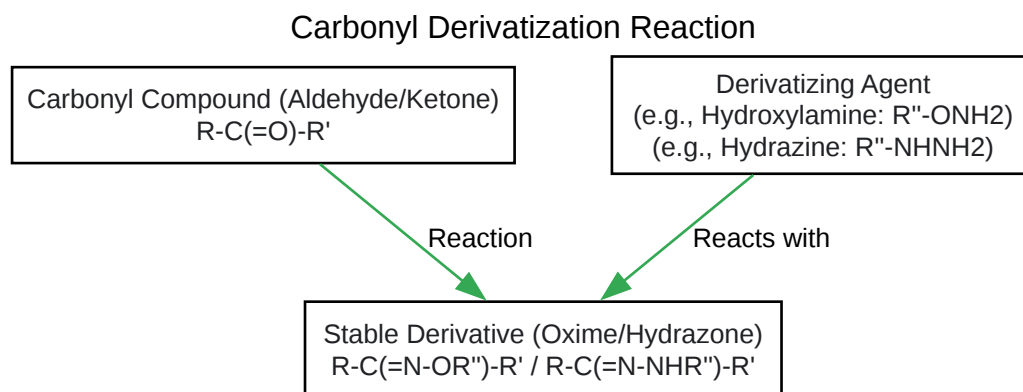 Carbonyl Derivatization Reaction
Carbonyl Compound (Aldehyde/Ketone)
R-C(=O)-R'
Derivatizing Agent
(e.g., Hydroxylamine: R"-ONH2)
(e.g., Hydrazine: R"-NHNH2)
Reaction
Reacts with
Stable Derivative (Oxime/Hydrazone)
R-C(=N-OR")-R' / R-C(=N-NHR")-R'